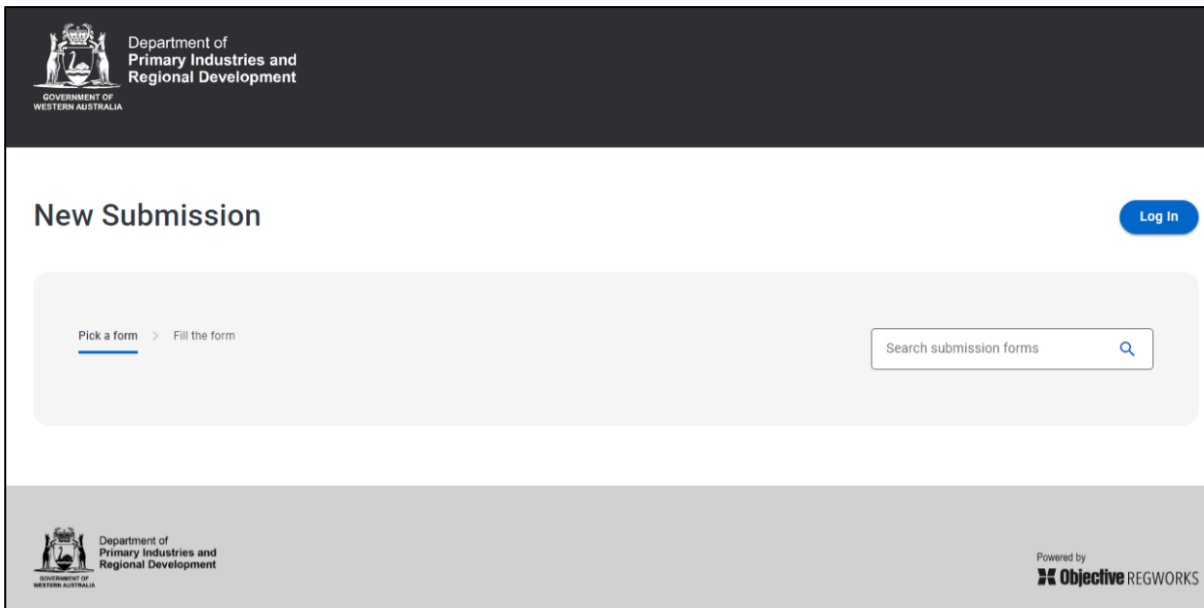 Department of
Primary Industries and
Regional Development
GOVERNMENT OF
WESTERN AUSTRALIA
New Submission
Log In
Pick a form > Fill the form
Search submission forms
Department of
Primary Industries and
Regional Development
GOVERNMENT OF
WESTERN AUSTRALIA
Powered by
Objective REGWORKS